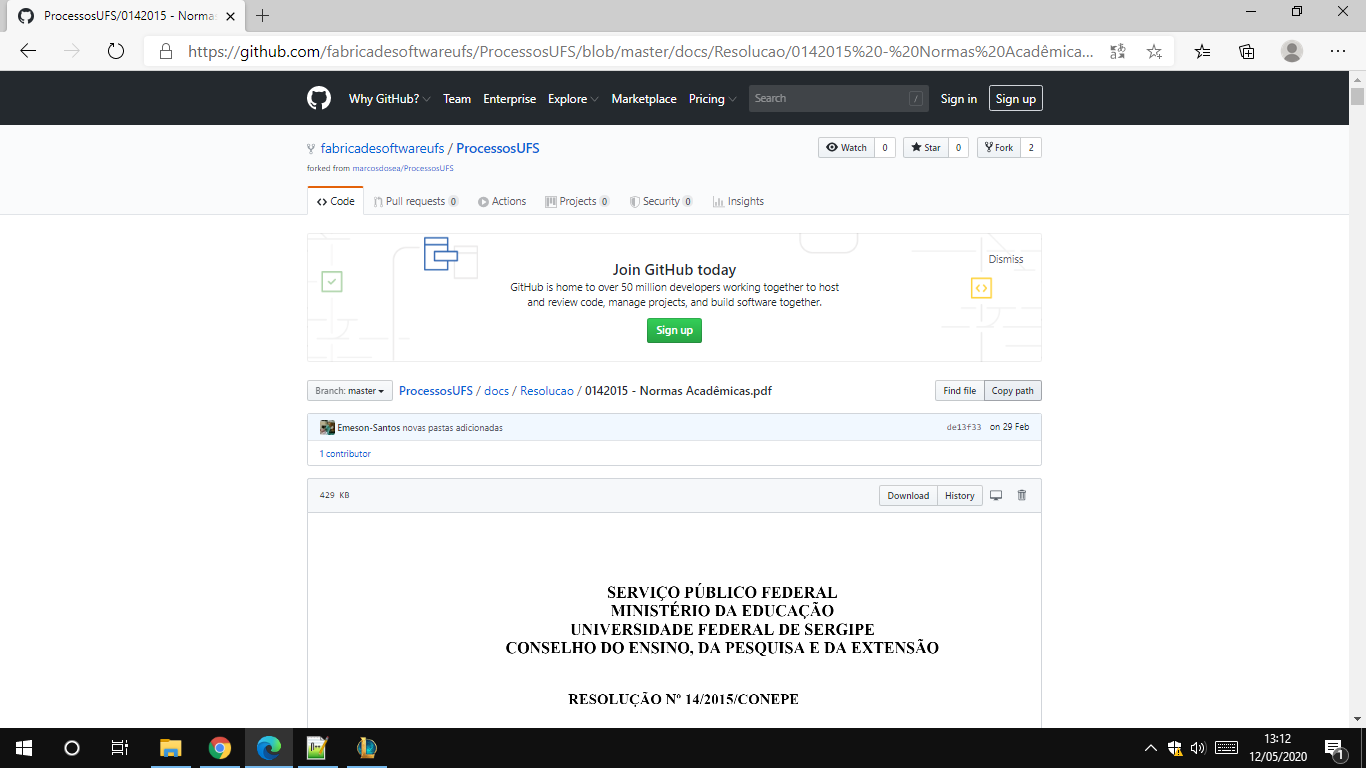 ProcessosUFS/0142015 - Norma
https://github.com/fabricadesoftwareufs/ProcessosUFS/blob/master/docs/Resolucao/0142015%20-%20Normas%20Acadêmica...
Why GitHub? Team Enterprise Explore Marketplace Pricing Search / Sign in Sign up
fabricadesoftwareufs / ProcessosUFS Watch 0 Star 0 Fork 2
forked from marcosdosea/ProcessosUFS
Code Pull requests 0 Actions Projects 0 Security 0 Insights
Dismiss
Join GitHub today
GitHub is home to over 50 million developers working together to host
and review code, manage projects, and build software together.
Sign up
Branch: master ProcessosUFS / docs / Resolucao / 0142015 - Normas Acadêmicas.pdf Find file Copy path
Emeson-Santos novas pastas adicionadas de13f33 on 29 Feb
1 contributor
429 KB Download History
SERVIÇO PÚBLICO FEDERAL
MINISTÉRIO DA EDUCAÇÃO
UNIVERSIDADE FEDERAL DE SERGIPE
CONSELHO DO ENSINO, DA PESQUISA E DA EXTENSÃO
RESOLUÇÃO Nº 14/2015/CONEPE
13:12
12/05/2020
1